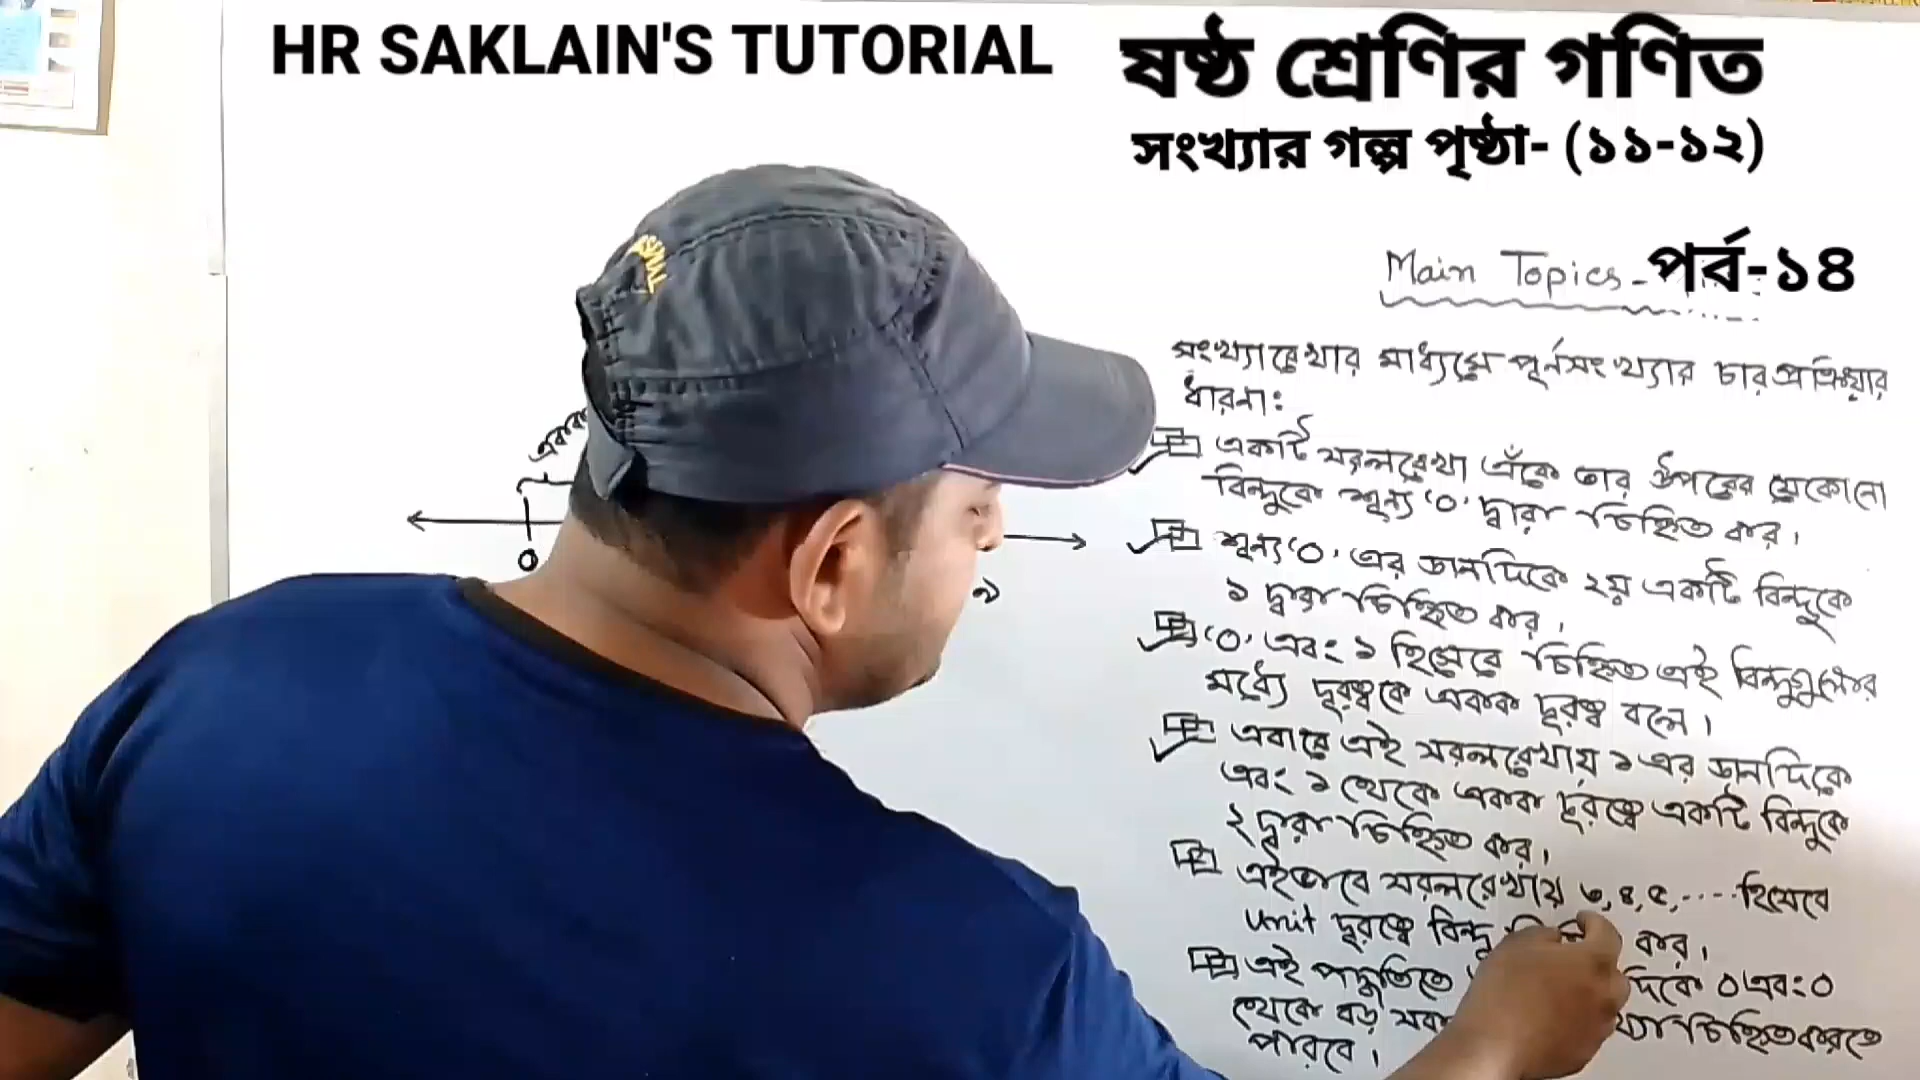 HR SAKLAIN'S TUTORIAL
ষষ্ঠ শ্রেণির গণিত
সংখ্যার গল্প পৃষ্ঠা- (১১-১২)
Main Topics -
পর্ব-১৪
সংখ্যারেখার মাধ্যমে পূর্ণসংখ্যার চার প্রক্রিয়ার
ধারনা:
একটি সরলরেখা এঁকে তার উপরের যেকোনো
বিন্দুকে শূন্য '০' দ্বারা চিহ্নিত কর।
শূন্য '০' এর ডানদিকে ২য় একটি বিন্দুকে
১ দ্বারা চিহ্নিত কর।
'০' এবং ১ হিসেবে চিহ্নিত এই বিন্দুগুলোর
মধ্যে দূরত্বকে একক দূরত্ব বলে।
এবারে এই সরলরেখায় ১ এর ডানদিকে
এবং ১ থেকে একক দূরত্বে একটি বিন্দুকে
২ দ্বারা চিহ্নিত কর।
এইভাবে সরলরেখায় ৩, ৪, ৫, .... হিসেবে
unit দূরত্বে বিন্দু কর।
এই পদ্ধতিতে দিকে ০ এবং ০
থেকে বড় চিহ্নিত করতে
পারবে।
একক
০
২